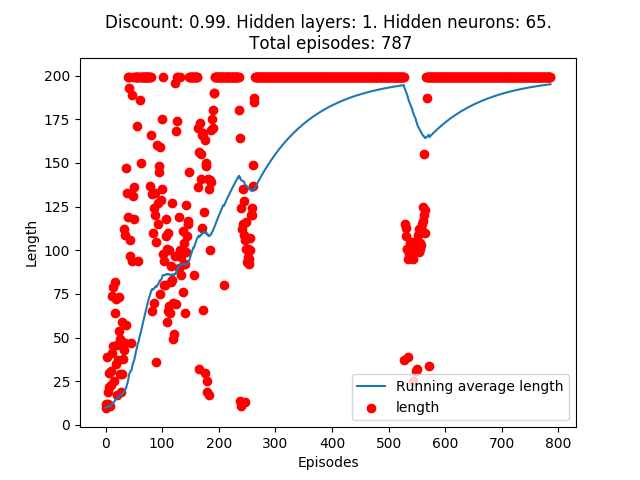 Discount: 0.99. Hidden layers: 1. Hidden neurons: 65.
Total episodes: 787
200
175
150
125
100
75
50
25
0
Length
Running average length
length
0 100 200 300 400 500 600 700 800
Episodes